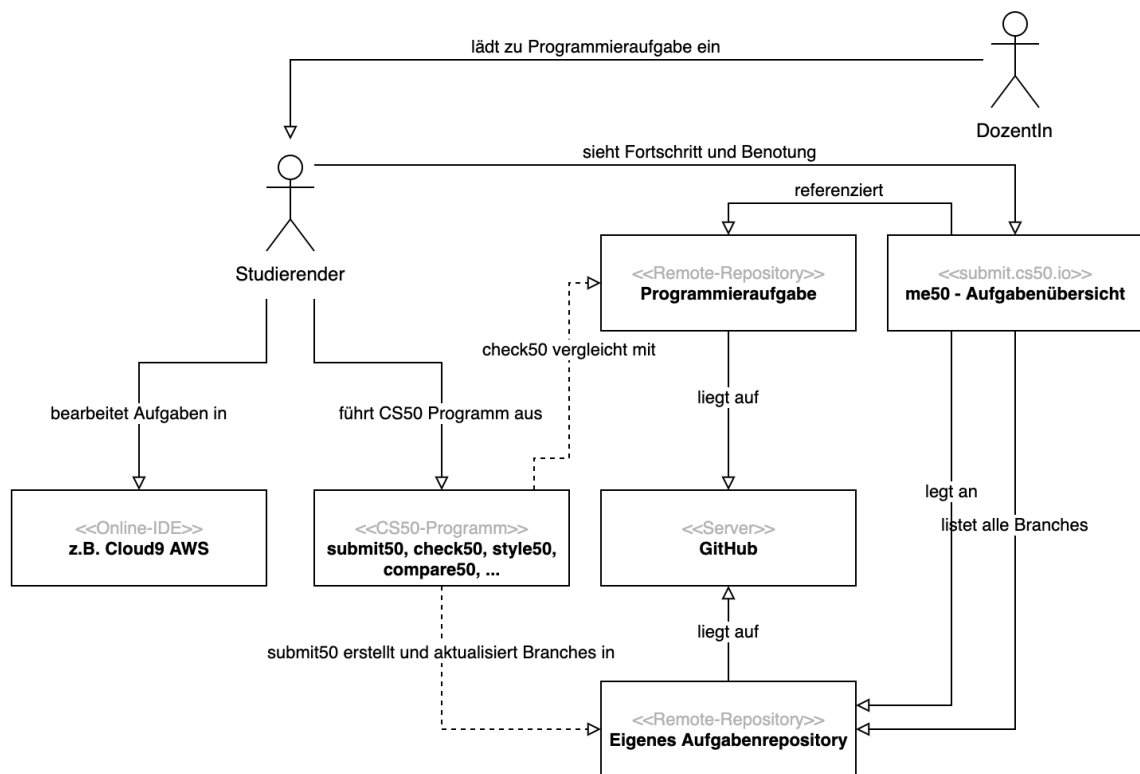 lädt zu Programmieraufgabe ein
DozentIn
sieht Fortschritt und Benotung
referenziert
Studierender
<<Remote-Repository>>
Programmieraufgabe
<<submit.cs50.io>>
me50 - Aufgabenübersicht
check50 vergleicht mit
bearbeitet Aufgaben in
führt CS50 Programm aus
liegt auf
legt an
listet alle Branches
<<Online-IDE>>
z.B. Cloud9 AWS
<<CS50-Programm>>
submit50, check50, style50,
compare50, ...
<<Server>>
GitHub
liegt auf
submit50 erstellt und aktualisiert Branches in
<<Remote-Repository>>
Eigenes Aufgabenrepository